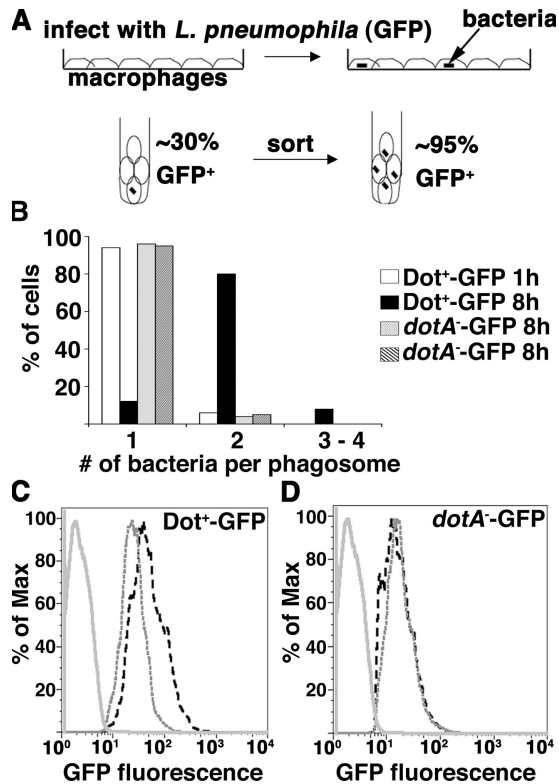 A
infect with L. pneumophila (GFP)
bacteria
macrophages
~30%
GFP+
sort
~95%
GFP+
B
100
80
60
40
20
% of cells
1
2
3 - 4
# of bacteria per phagosome
Dot+-GFP 1h
Dot+-GFP 8h
dotA−-GFP 8h
dotA−-GFP 8h
C
Dot+-GFP
100
80
60
40
20
% of Max
10^0
10^1
10^2
10^3
10^4
GFP fluorescence
D
dotA−-GFP
100
80
60
40
20
% of Max
10^0
10^1
10^2
10^3
10^4
GFP fluorescence